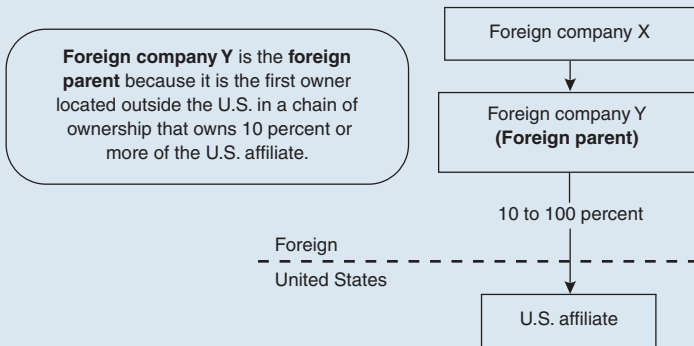 Foreign company Y is the foreign
parent because it is the first owner
located outside the U.S. in a chain of
ownership that owns 10 percent or
more of the U.S. affiliate.
Foreign company X
Foreign company Y
(Foreign parent)
10 to 100 percent
Foreign
United States
U.S. affiliate